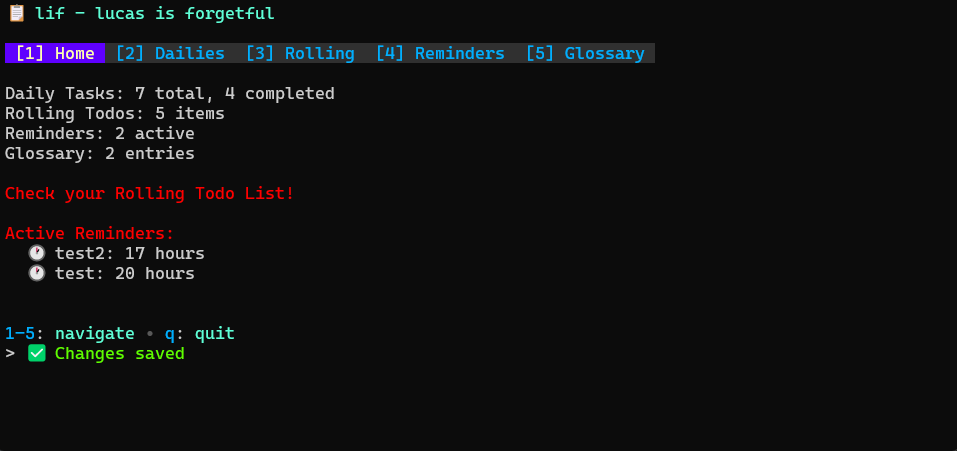 📋 lif - lucas is forgetful
[1] Home [2] Dailies [3] Rolling [4] Reminders [5] Glossary
Daily Tasks: 7 total, 4 completed
Rolling Todos: 5 items
Reminders: 2 active
Glossary: 2 entries
Check your Rolling Todo List!
Active Reminders:
🕐 test2: 17 hours
🕐 test: 20 hours
1-5: navigate • q: quit
> ✅ Changes saved